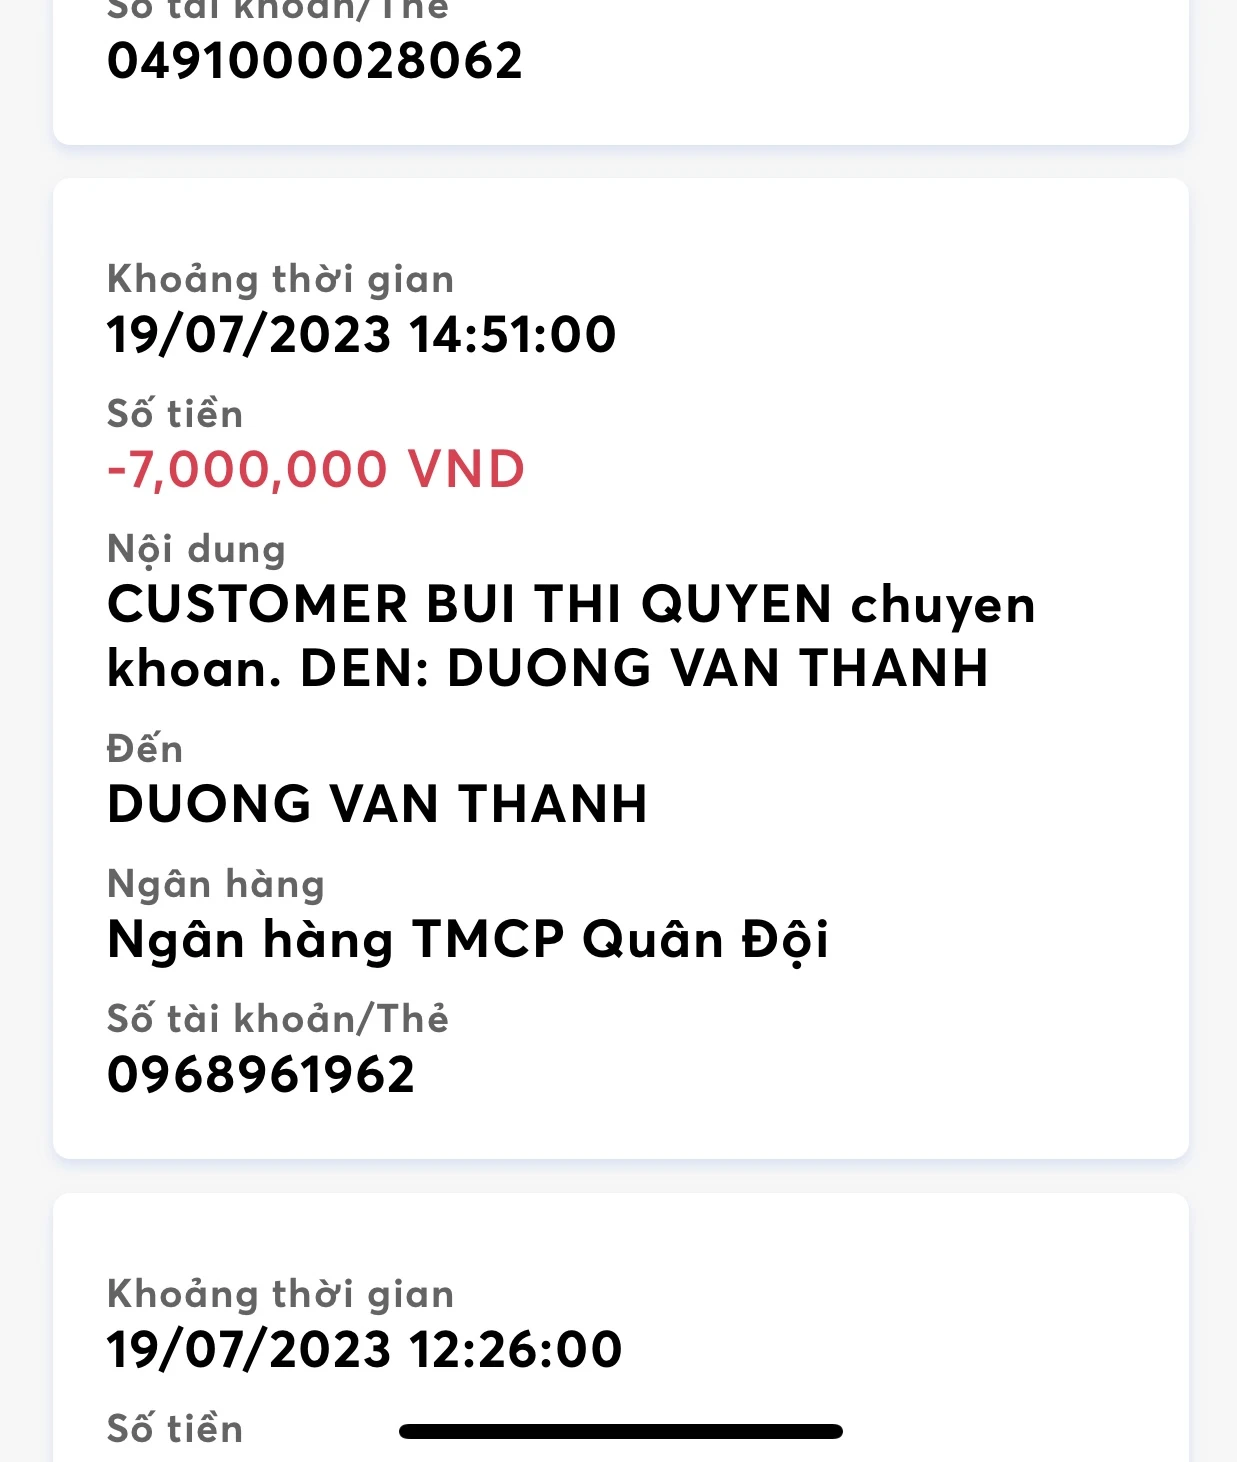 Số tài khoản/Thẻ
0491000028062
Khoảng thời gian
19/07/2023 14:51:00
Số tiền
-7,000,000 VND
Nội dung
CUSTOMER BUI THI QUYEN chuyen
khoan. DEN: DUONG VAN THANH
Đến
DUONG VAN THANH
Ngân hàng
Ngân hàng TMCP Quân Đội
Số tài khoản/Thẻ
0968961962
Khoảng thời gian
19/07/2023 12:26:00
Số tiền